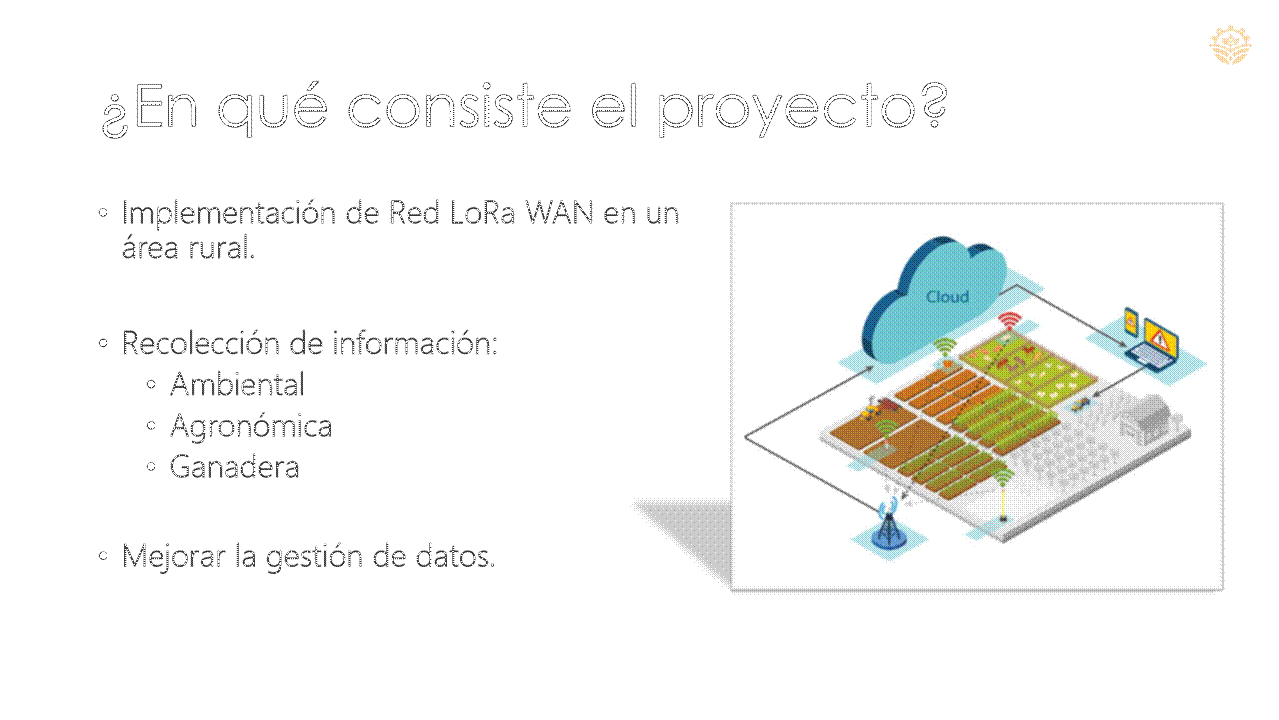 ¿En qué consiste el proyecto?
Implementación de Red LoRa WAN en un
área rural.
Recolección de información:
Ambiental
Agronómica
Ganadera
Mejorar la gestión de datos.
Cloud